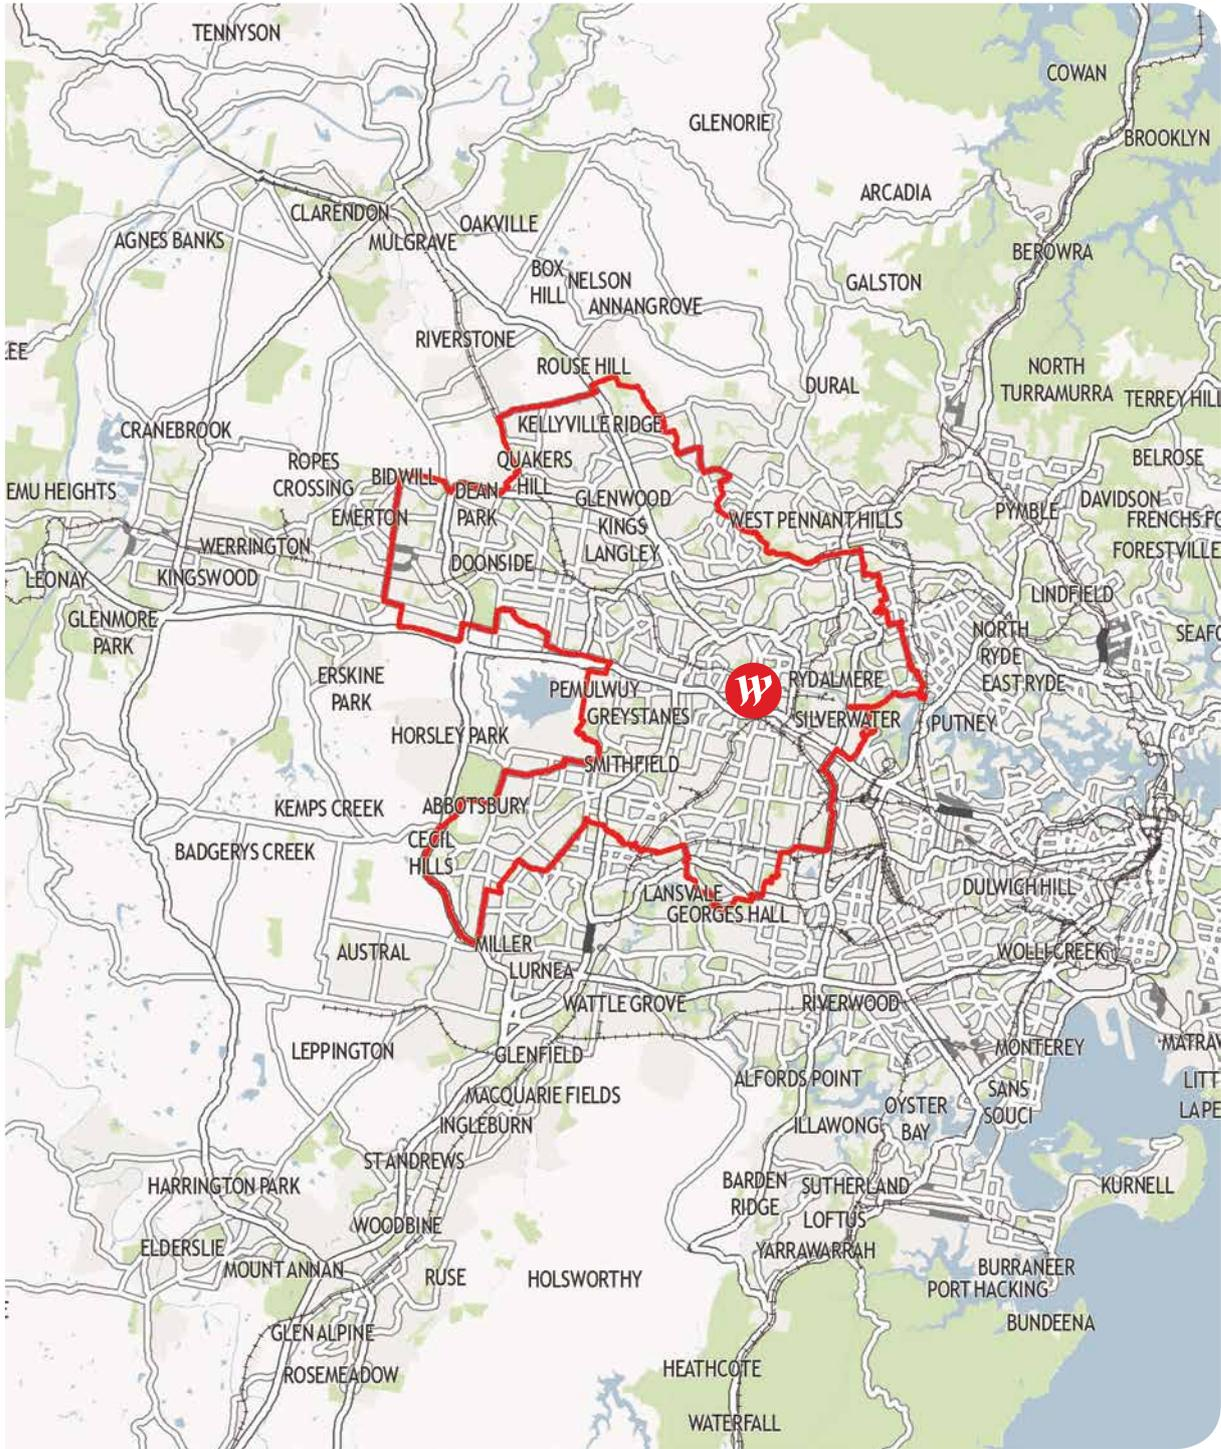 TENNYSON
COWAN
GLENORIE
BROOKLYN
ARCADIA
CLARENDON
OAKVILLE
AGNES BANKS
MULGRAVE
BEROWRA
BOX
HILL
NELSON
ANNANGROVE
GALSTON
RIVERSTONE
EE
ROUSE HILL
NORTH
TURRAMURRA
DURAL
TERREY HILL
CRANEBROOK
KELLYVILLE RIDGE
ROPES
CROSSING
QUAKERS
HILL
BELROSE
BIDWILL
EMU HEIGHTS
DEAN
PARK
GLENWOOD
DAVIDSON
PYMBLE
EMERTON
KINGS
LANGLEY
WEST PENNANT HILLS
FRENCHS FO
WERRINGTON
FORESTVILLE
DOONSIDE
LEONAY
KINGSWOOD
LINDFIELD
GLENMORE
PARK
NORTH
RYDE
SEAFO
ERSKINE
PARK
PEMULWUY
W
RYDALMERE
EAST RYDE
GREYSTANES
SILVERWATER
PUTNEY
HORSLEY PARK
SMITHFIELD
KEMPS CREEK
ABBOTSBURY
BADGERYS CREEK
CECIL
HILLS
LANSVALE
DULWICH HILL
GEORGES HALL
AUSTRAL
MILLER
WOLLI CREEK
LURNEA
WATTLE GROVE
RIVERWOOD
LEPPINGTON
GLENFIELD
MONTEREY
MATRAV
ALFORDS POINT
SANS
SOUCI
LITT
LAPE
MACQUARIE FIELDS
OYSTER
BAY
INGLEBURN
ILLAWONG
ST ANDREWS
HARRINGTON PARK
BARDEN
RIDGE
SUTHERLAND
KURNELL
WOODBINE
LOFTUS
ELDERSLIE
YARRAWARRAH
MOUNT ANNAN
RUSE
HOLSWORTHY
BURRANEER
PORT HACKING
BUNDEENA
GLEN ALPINE
ROSEMEADOW
HEATHCOTE
WATERFALL